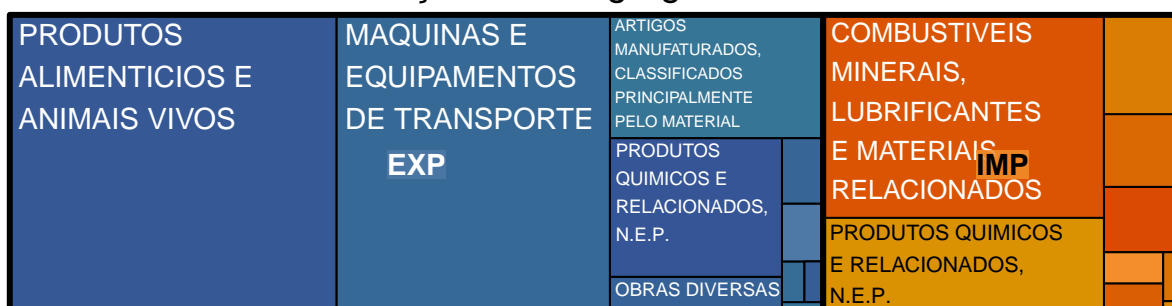 PRODUTOS
ALIMENTICIOS E
ANIMAIS VIVOS
MAQUINAS E
EQUIPAMENTOS
DE TRANSPORTE
EXP
ARTIGOS
MANUFATURADOS,
CLASSIFICADOS
PRINCIPALMENTE
PELO MATERIAL
PRODUTOS
QUIMICOS E
RELACIONADOS,
N.E.P.
OBRAS DIVERSAS
COMBUSTIVEIS
MINERAIS,
LUBRIFICANTES
E MATERIAIS
RELACIONADOS
IMP
PRODUTOS QUIMICOS
E RELACIONADOS,
N.E.P.